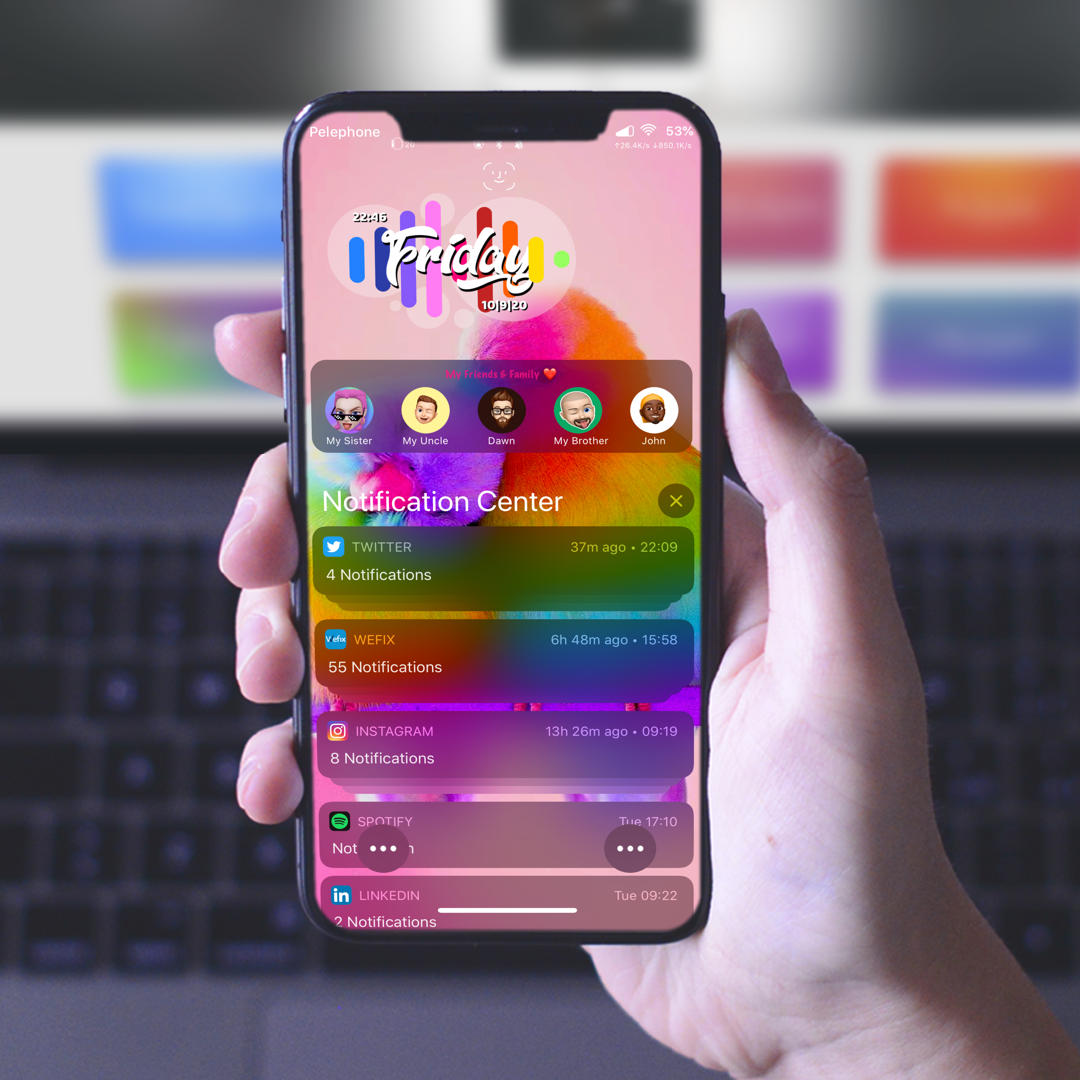 Pelephone
53%
20
↑26.4K/s ↓850.1K/s
22:46
Friday
10|9|20
My Friends & Family ❤️
My Sister
My Uncle
Dawn
My Brother
John
Notification Center
TWITTER
37m ago • 22:09
4 Notifications
Wefix
WEFIX
6h 48m ago • 15:58
55 Notifications
INSTAGRAM
13h 26m ago • 09:19
8 Notifications
SPOTIFY
Tue 17:10
in
LINKEDIN
Tue 09:22
2 Notifications